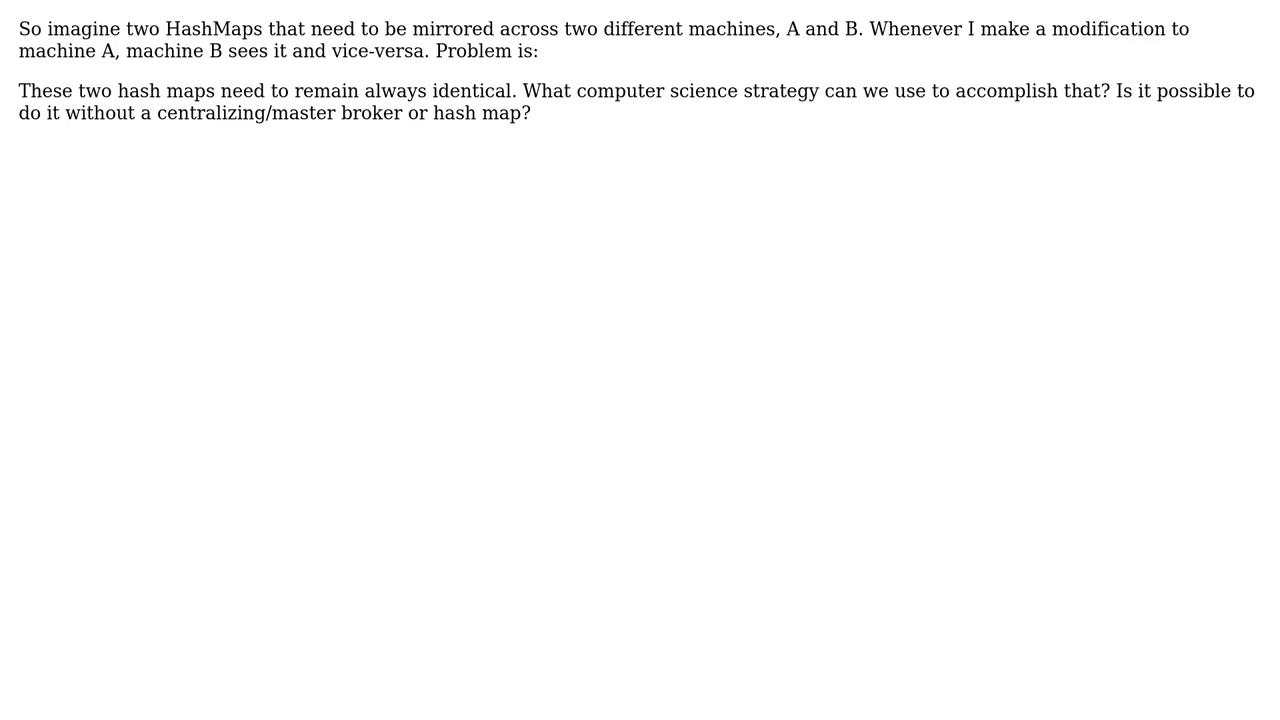 So imagine two HashMaps that need to be mirrored across two different machines, A and B. Whenever I make a modification to
machine A, machine B sees it and vice-versa. Problem is:
These two hash maps need to remain always identical. What computer science strategy can we use to accomplish that? Is it possible to
do it without a centralizing/master broker or hash map?